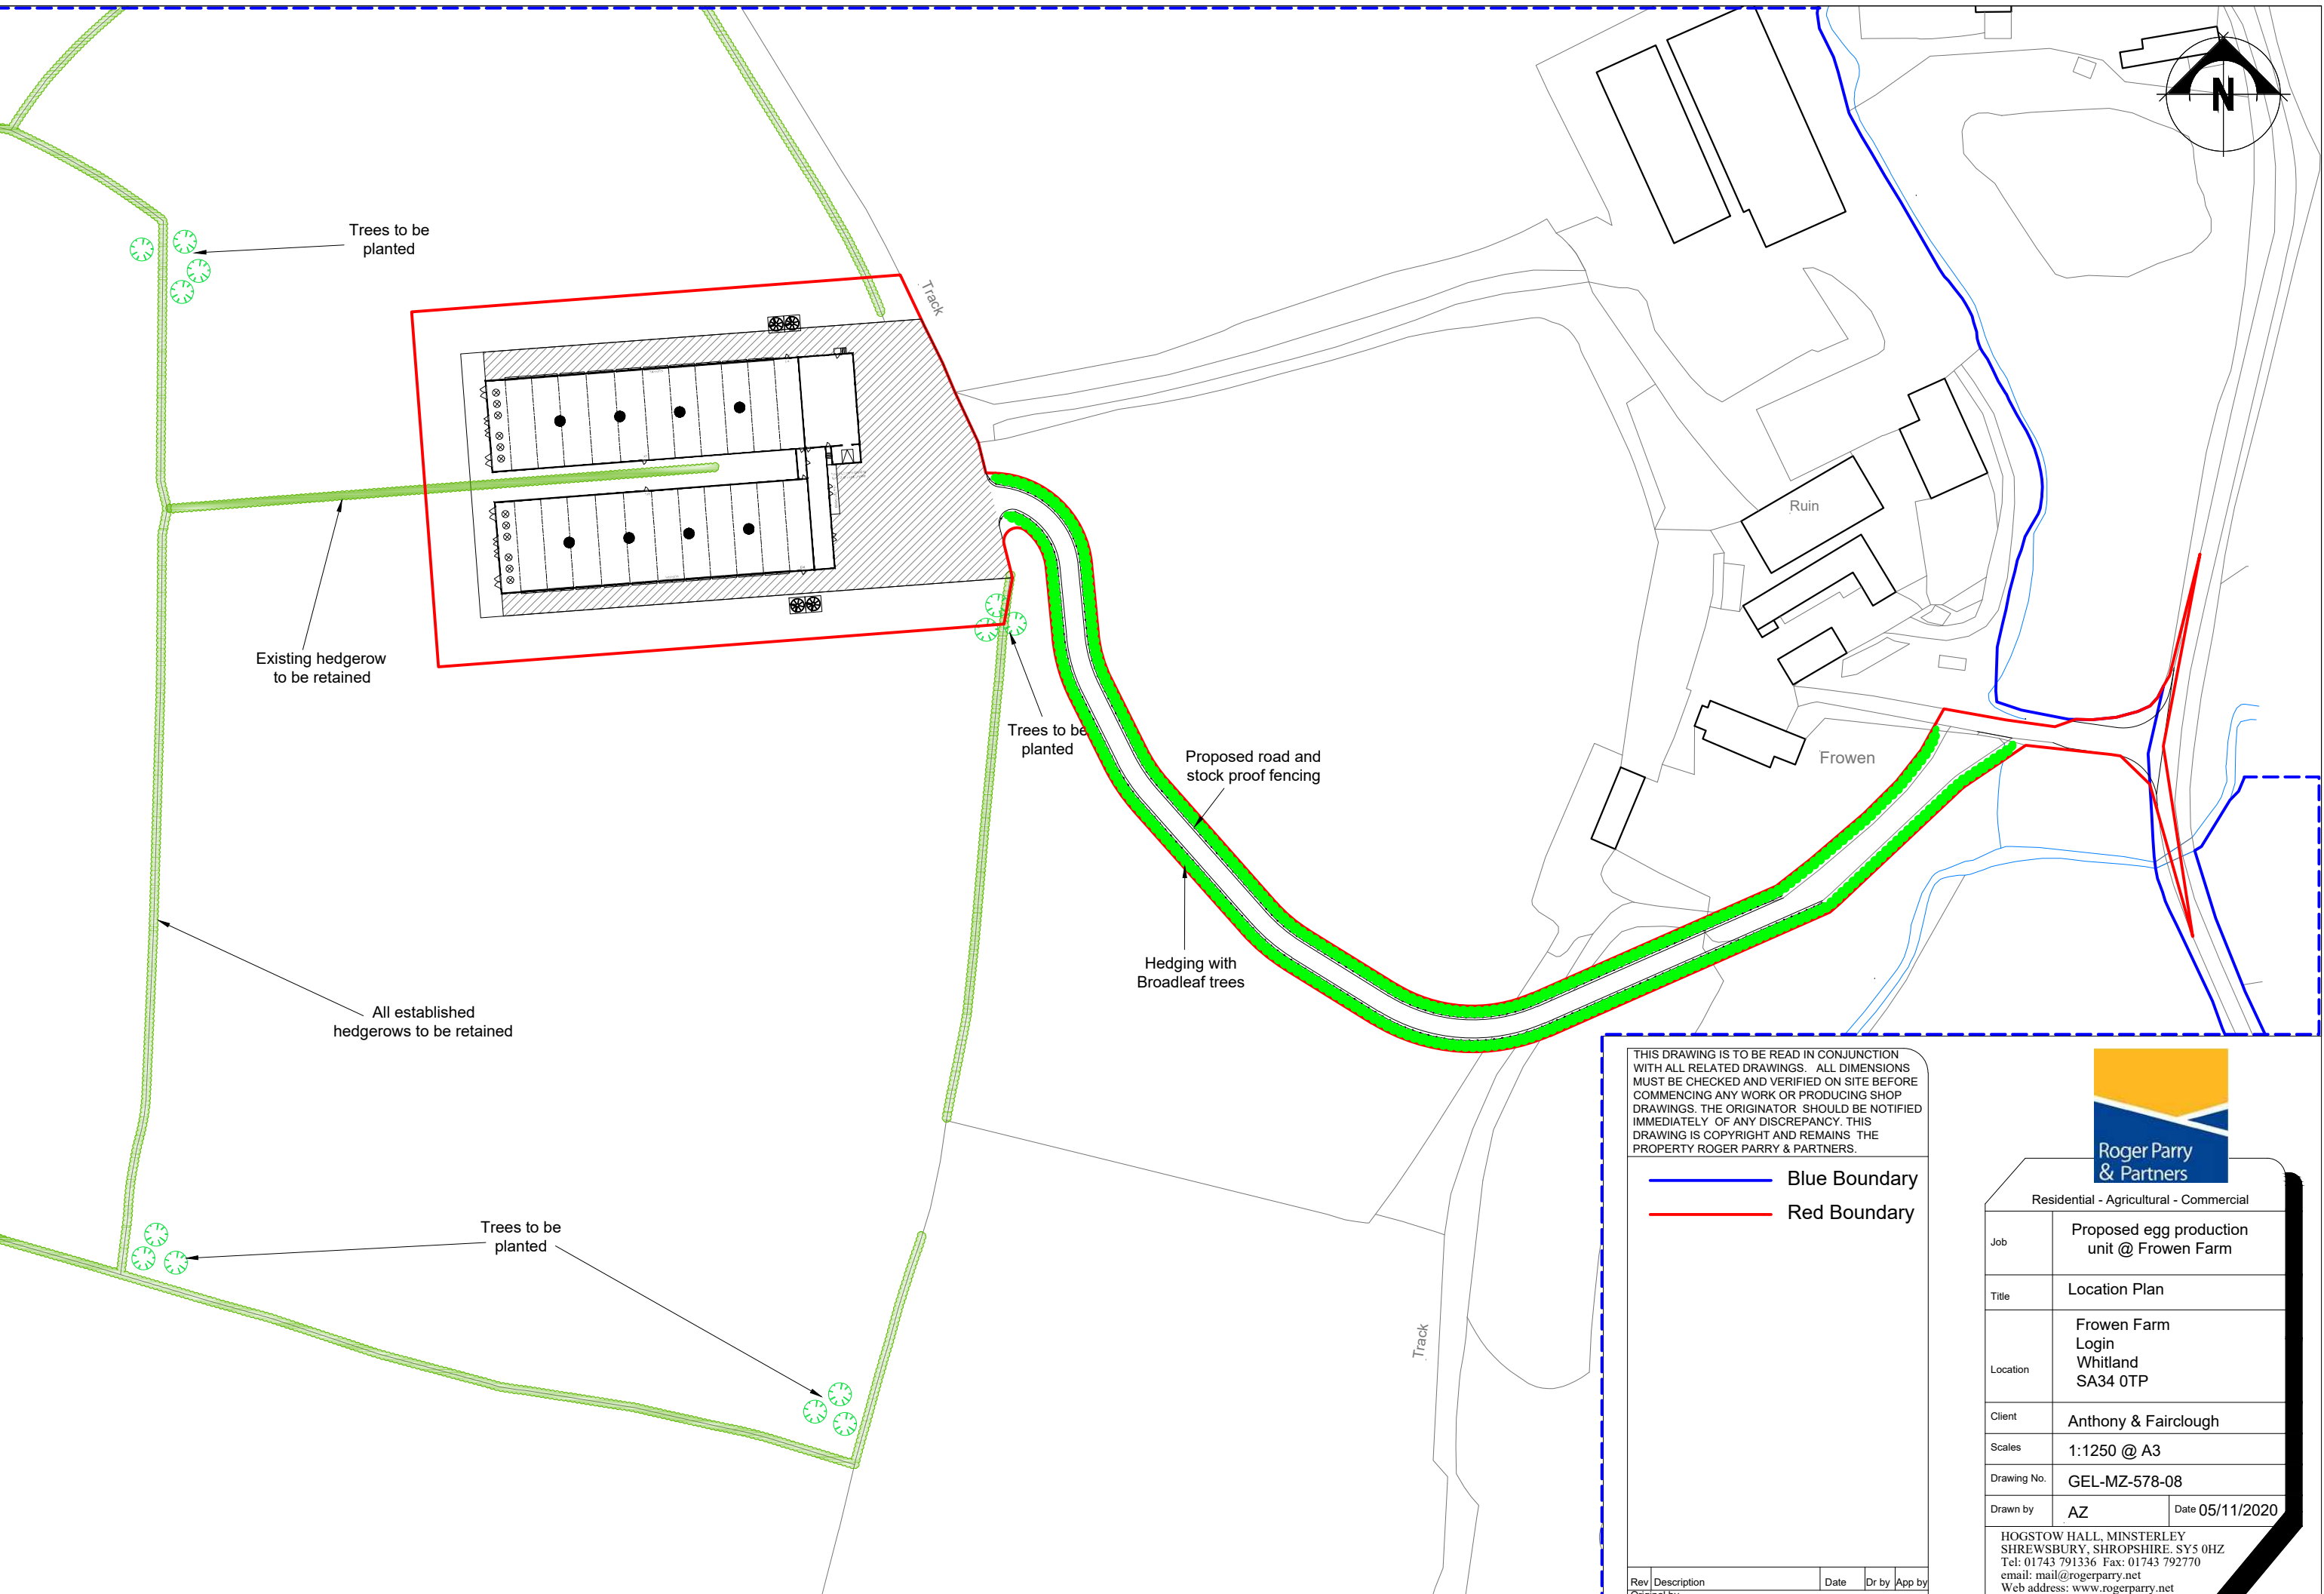 N
Trees to be
planted
Track
Existing hedgerow
to be retained
Ruin
Trees to be
planted
Proposed road and
stock proof fencing
Frowen
Hedging with
Broadleaf trees
All established
hedgerows to be retained
Trees to be
planted
Track
THIS DRAWING IS TO BE READ IN CONJUNCTION
WITH ALL RELATED DRAWINGS. ALL DIMENSIONS
MUST BE CHECKED AND VERIFIED ON SITE BEFORE
COMMENCING ANY WORK OR PRODUCING SHOP
DRAWINGS. THE ORIGINATOR SHOULD BE NOTIFIED
IMMEDIATELY OF ANY DISCREPANCY. THIS
DRAWING IS COPYRIGHT AND REMAINS THE
PROPERTY ROGER PARRY & PARTNERS.
Blue Boundary
Red Boundary
Rev Description Date Dr by App by
Roger Parry
& Partners
Residential - Agricultural - Commercial
Job Proposed egg production
unit @ Frowen Farm
Title Location Plan
Location Frowen Farm
Login
Whitland
SA34 0TP
Client Anthony & Fairclough
Scales 1:1250 @ A3
Drawing No. GEL-MZ-578-08
Drawn by AZ Date 05/11/2020
HOGSTOW HALL, MINSTERLEY
SHREWSBURY, SHROPSHIRE. SY5 0HZ
Tel: 01743 791336 Fax: 01743 792770
email: mail@rogerparry.net
Web address: www.rogerparry.net